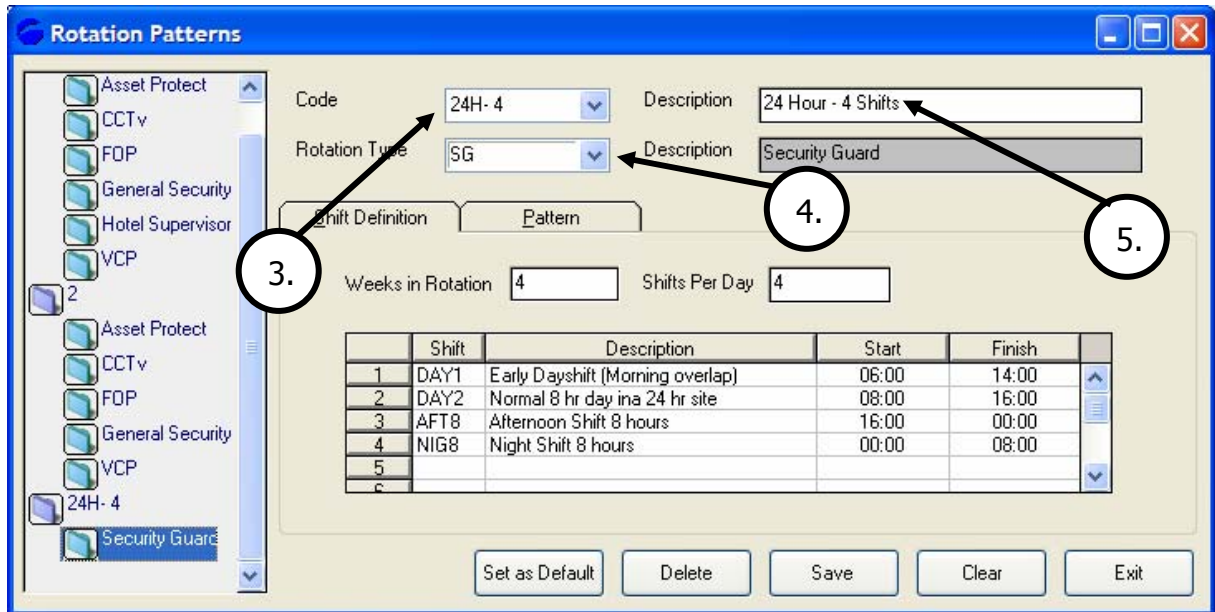 Rotation Patterns
Asset Protect
CCTv
FOP
General Security
Hotel Supervisor
VCP
2
Asset Protect
CCTv
FOP
General Security
VCP
24H- 4
Security Guard
Code 24H- 4 Description 24 Hour - 4 Shifts
Rotation Type SG Description Security Guard
3.
4.
5.
Shift Definition Pattern
Weeks in Rotation 4 Shifts Per Day 4
Shift Description Start Finish
1 DAY1 Early Dayshift (Morning overlap) 06:00 14:00
2 DAY2 Normal 8 hr day ina 24 hr site 08:00 16:00
3 AFT8 Afternoon Shift 8 hours 16:00 00:00
4 NIG8 Night Shift 8 hours 00:00 08:00
5
6
Set as Default Delete Save Clear Exit